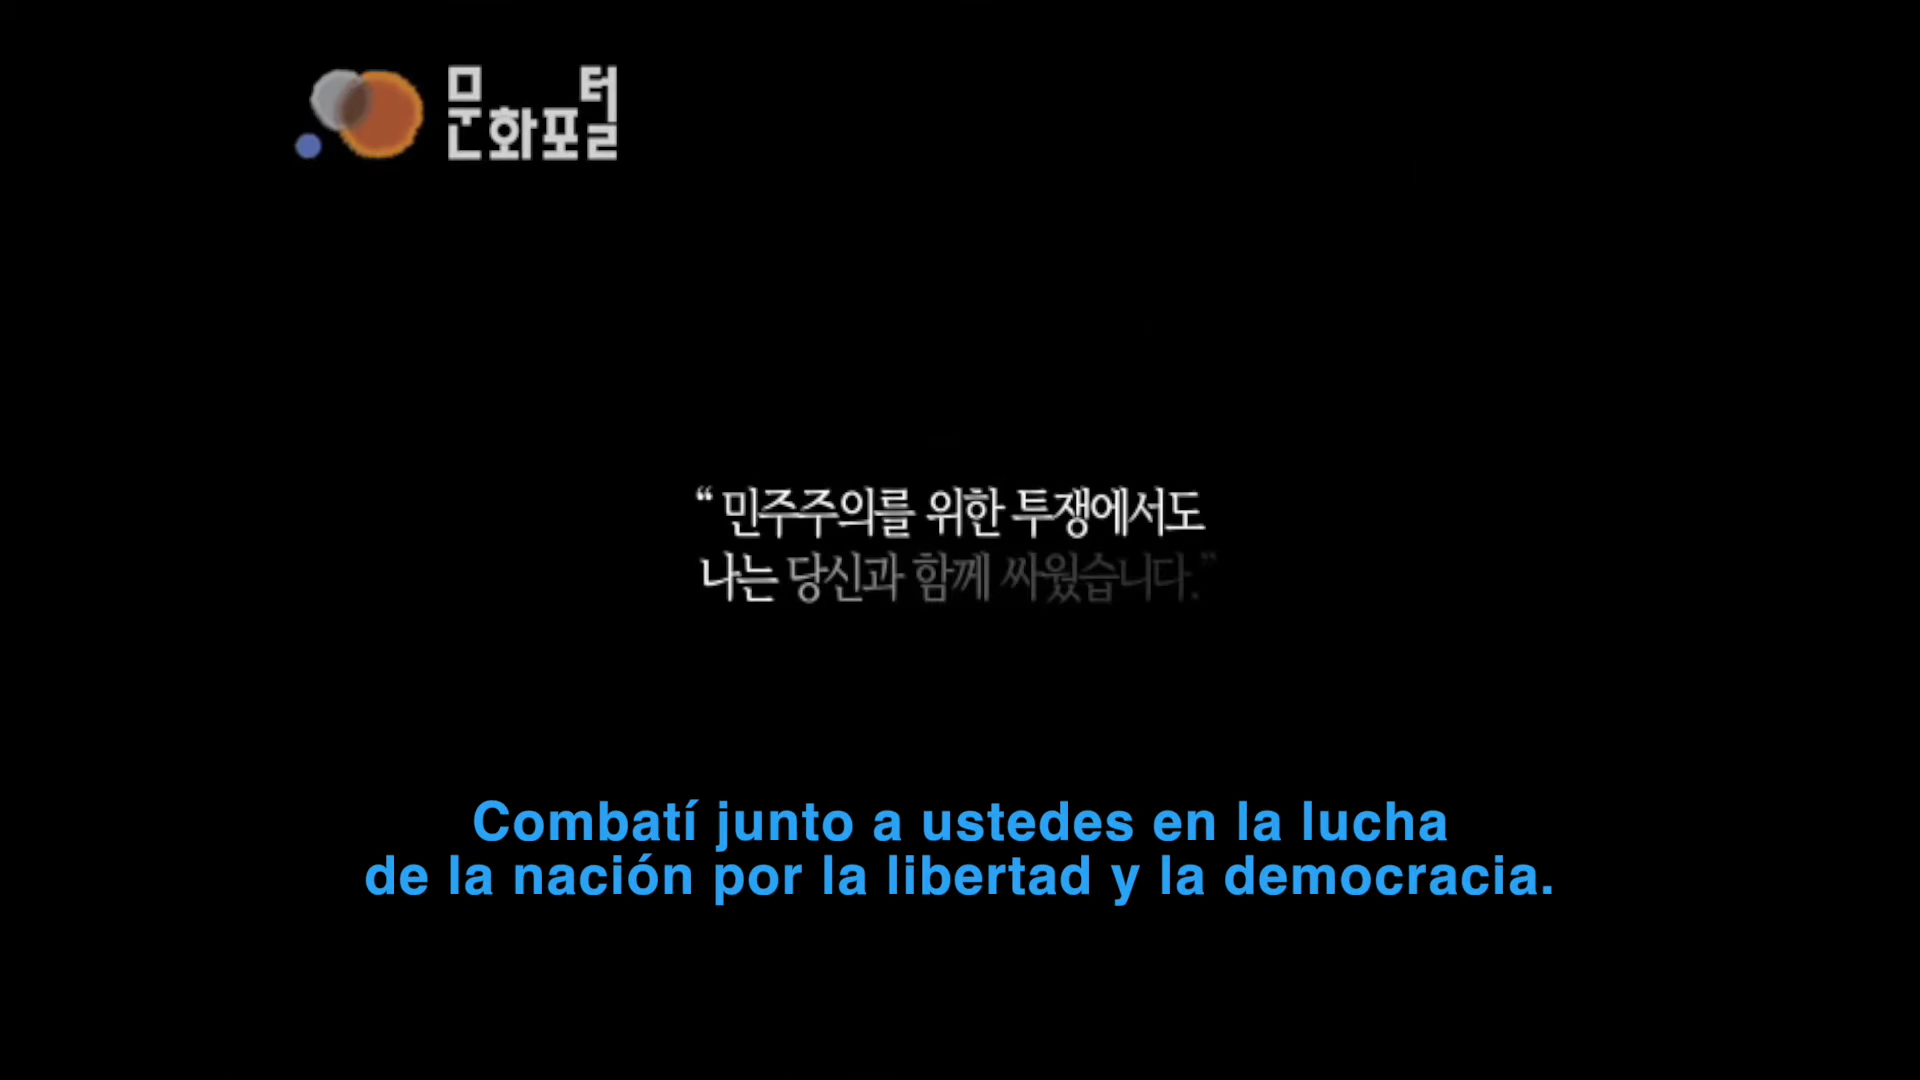 문화포털
“ 민주주의를 위한 투쟁에서도
나는 당신과 함께 싸웠습니다.”
Combatí junto a ustedes en la lucha
de la nación por la libertad y la democracia.